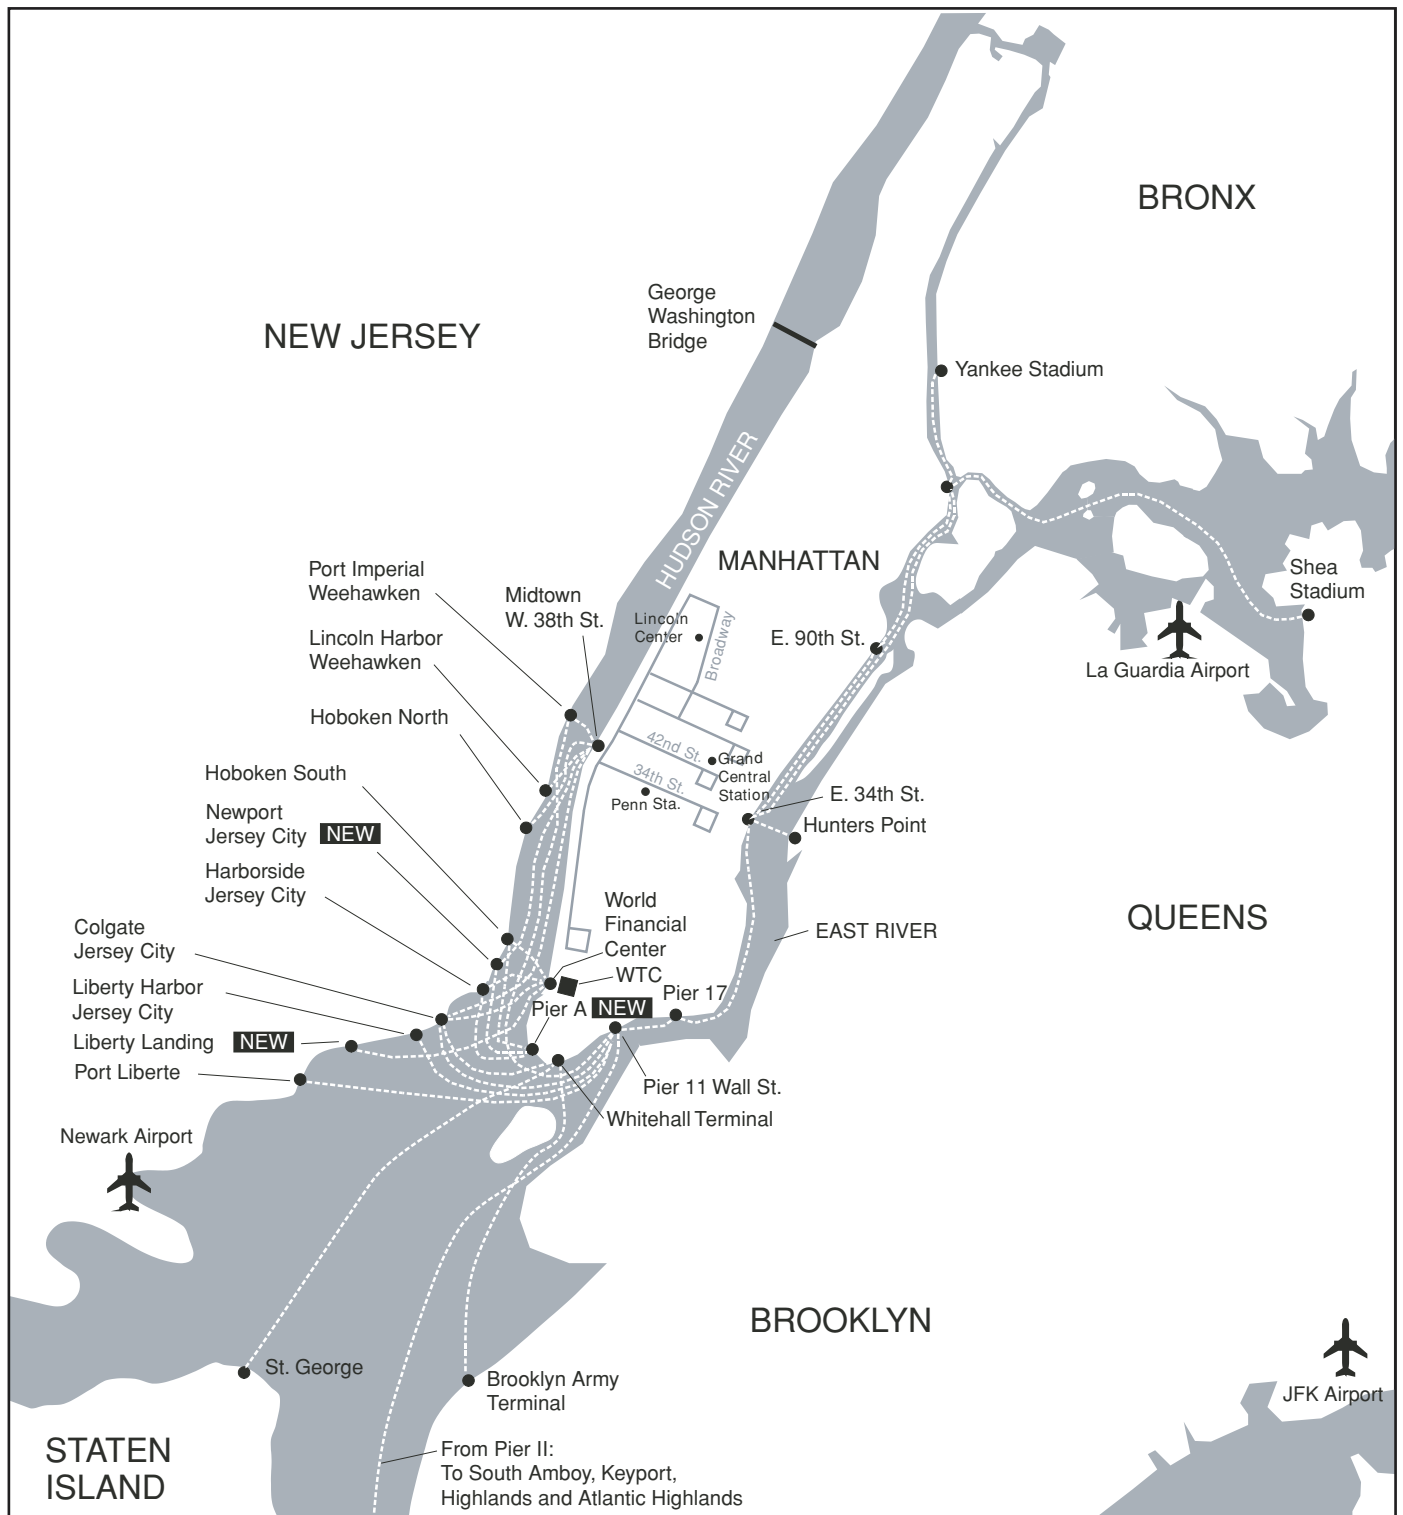 BRONX
George
Washington
Bridge
NEW JERSEY
Yankee Stadium
HUDSON RIVER
MANHATTAN
Port Imperial
Weehawken
Midtown
W. 38th St.
Shea
Stadium
Lincoln
Center
Broadway
E. 90th St.
Lincoln Harbor
Weehawken
La Guardia Airport
Hoboken North
42nd St.
Grand
Central
Station
34th St.
Penn Sta.
Hoboken South
E. 34th St.
Newport
Jersey City NEW
Hunters Point
Harborside
Jersey City
World
Financial
Center
QUEENS
Colgate
Jersey City
EAST RIVER
WTC
Liberty Harbor
Jersey City
Pier A NEW
Pier 17
Liberty Landing NEW
Port Liberte
Pier 11 Wall St.
Whitehall Terminal
Newark Airport
BROOKLYN
St. George
Brooklyn Army
Terminal
JFK Airport
STATEN
ISLAND
From Pier II:
To South Amboy, Keyport,
Highlands and Atlantic Highlands